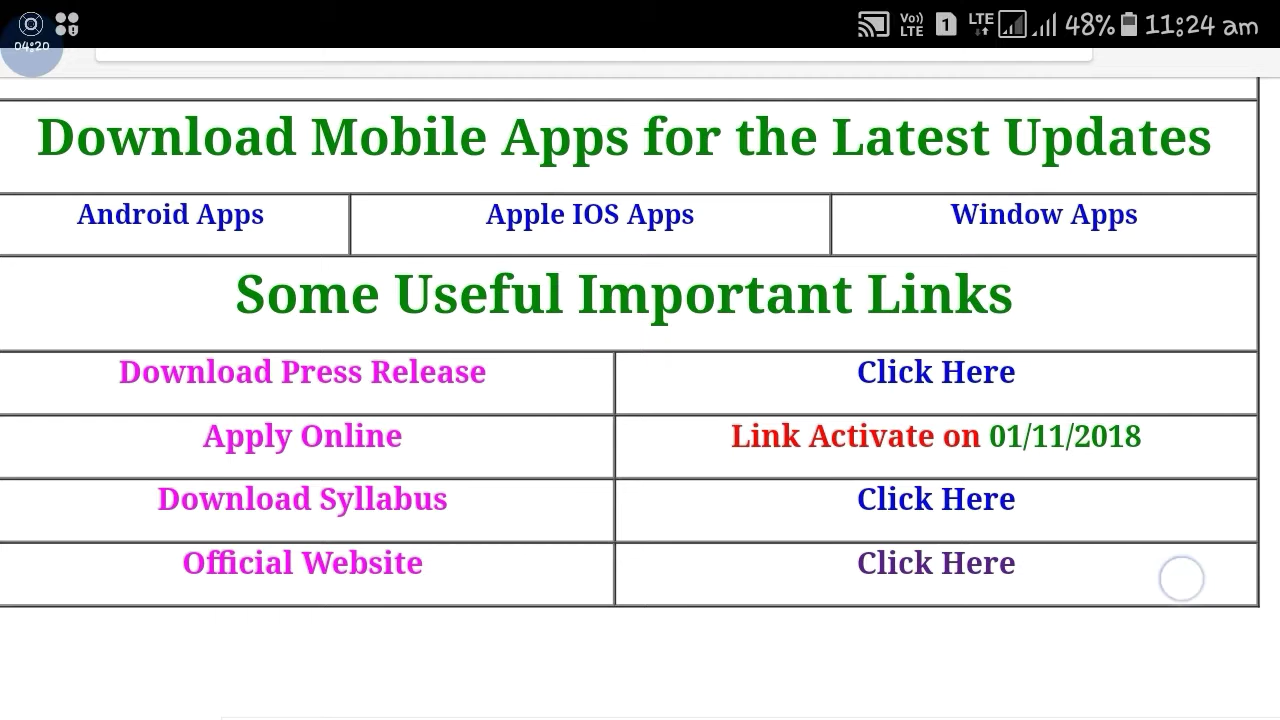 04:20 Vo)) LTE 1 LTE 48% 11:24 am
Download Mobile Apps for the Latest Updates
Android Apps Apple IOS Apps Window Apps
Some Useful Important Links
Download Press Release Click Here
Apply Online Link Activate on 01/11/2018
Download Syllabus Click Here
Official Website Click Here